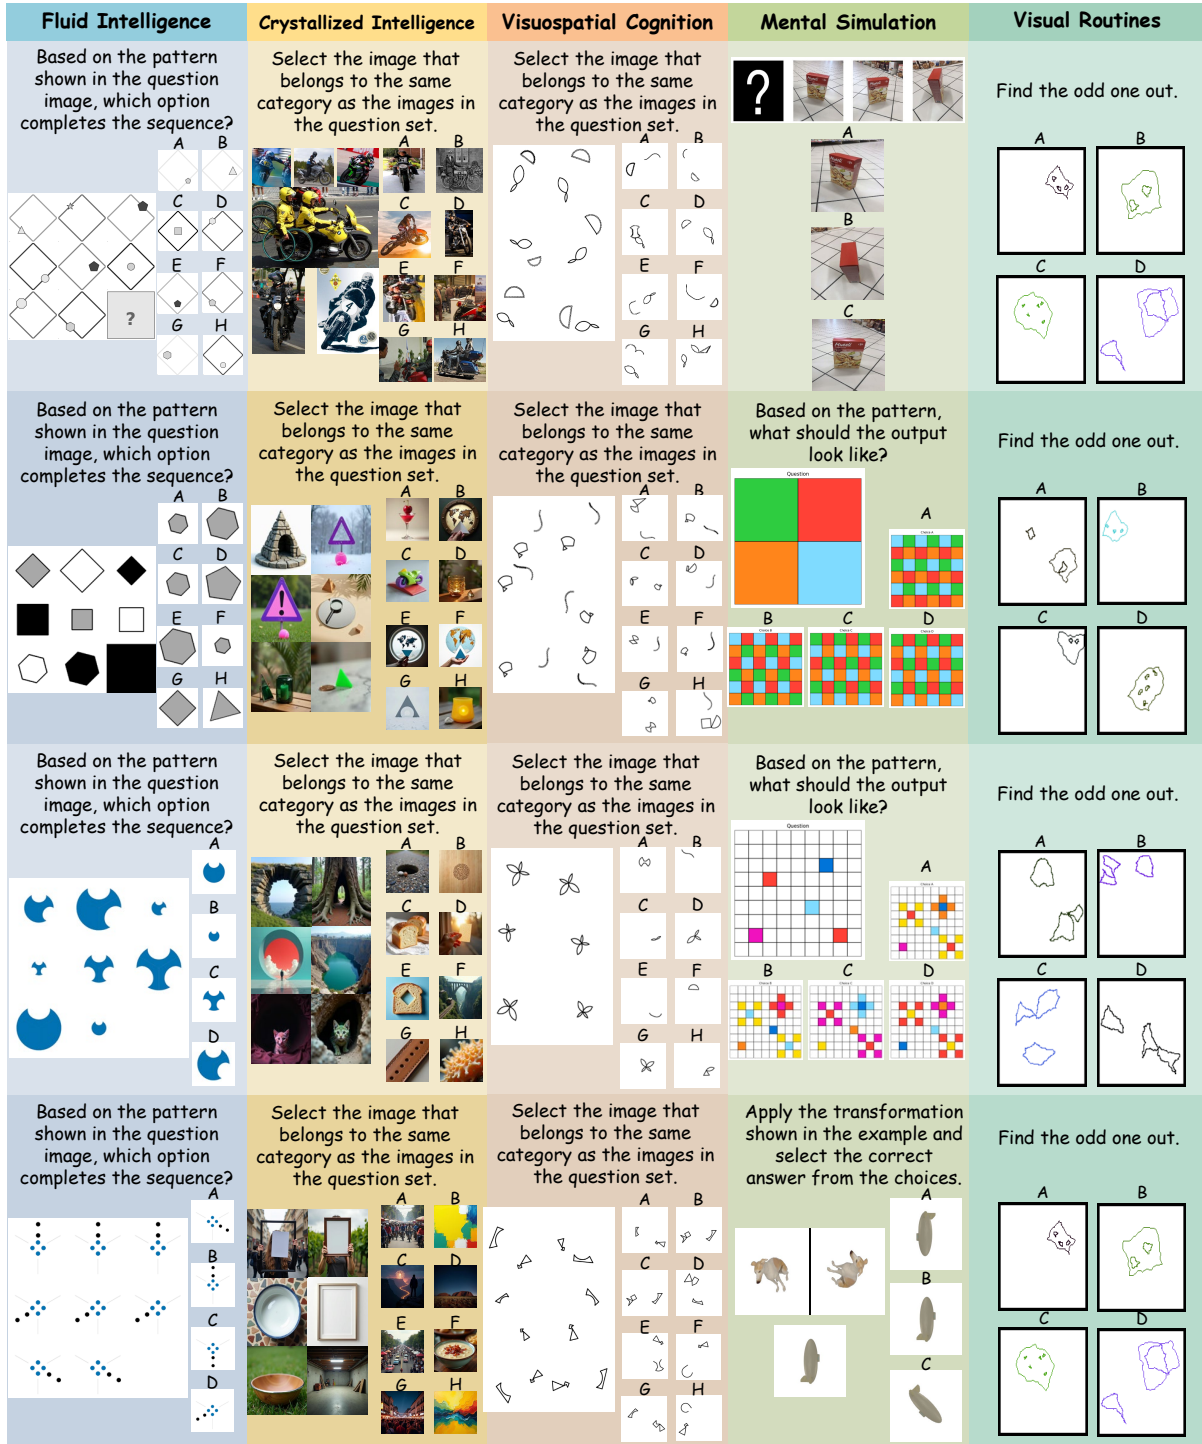 Fluid Intelligence
Crystallized Intelligence
Visuospatial Cognition
Mental Simulation
Visual Routines
Based on the pattern
shown in the question
image, which option
completes the sequence?
A B
C D
E F
G H
?
Select the image that
belongs to the same
category as the images in
the question set.
A B
C D
E F
G H
Select the image that
belongs to the same
category as the images in
the question set.
A B
C D
E F
G H
?
A
B
C
Find the odd one out.
A B
C D
Based on the pattern
shown in the question
image, which option
completes the sequence?
A B
C D
E F
G H
Select the image that
belongs to the same
category as the images in
the question set.
A B
C D
E F
G H
!
Select the image that
belongs to the same
category as the images in
the question set.
A B
C D
E F
G H
Based on the pattern,
what should the output
look like?
Question
A
Choice A
B C D
Choice B Choice C Choice D
Find the odd one out.
A B
C D
Based on the pattern
shown in the question
image, which option
completes the sequence?
A
B
C
D
Select the image that
belongs to the same
category as the images in
the question set.
A B
C D
E F
G H
Select the image that
belongs to the same
category as the images in
the question set.
A B
C D
E F
G H
Based on the pattern,
what should the output
look like?
Question
A
Choice A
B C D
Choice B Choice C Choice D
Find the odd one out.
A B
C D
Based on the pattern
shown in the question
image, which option
completes the sequence?
A
B
C
D
Select the image that
belongs to the same
category as the images in
the question set.
A B
C D
E F
G H
Select the image that
belongs to the same
category as the images in
the question set.
A B
C D
E F
G H
Apply the transformation
shown in the example and
select the correct
answer from the choices.
A
B
C
Find the odd one out.
A B
C D